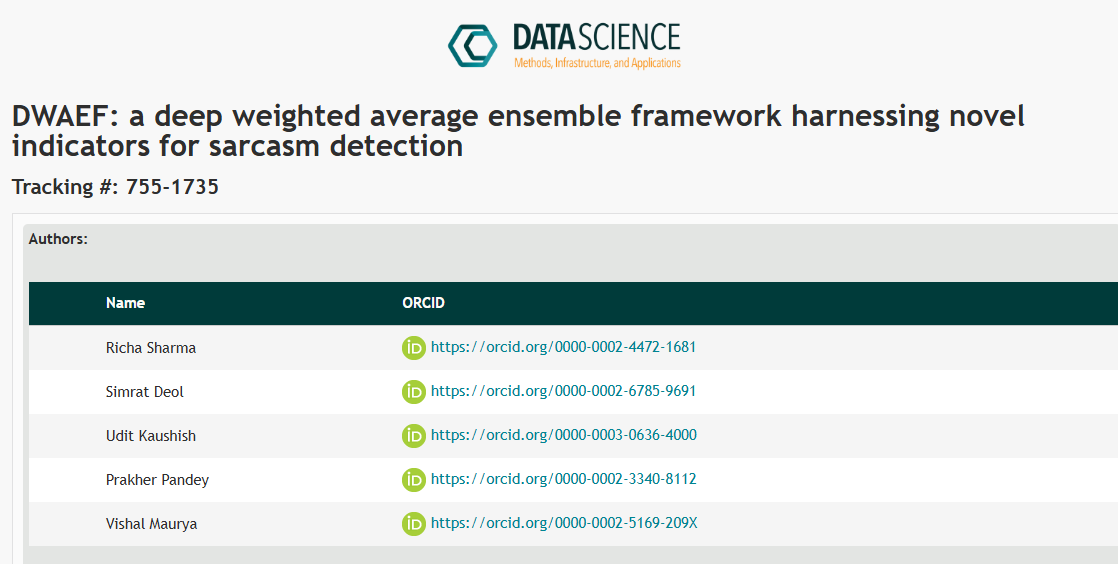 DATA SCIENCE
Methods, Infrastructure, and Applications
DWAEF: a deep weighted average ensemble framework harnessing novel
indicators for sarcasm detection
Tracking #: 755-1735
Authors:
Name ORCID
Richa Sharma iD https://orcid.org/0000-0002-4472-1681
Simrat Deol iD https://orcid.org/0000-0002-6785-9691
Udit Kaushish iD https://orcid.org/0000-0003-0636-4000
Prakher Pandey iD https://orcid.org/0000-0002-3340-8112
Vishal Maurya iD https://orcid.org/0000-0002-5169-209X